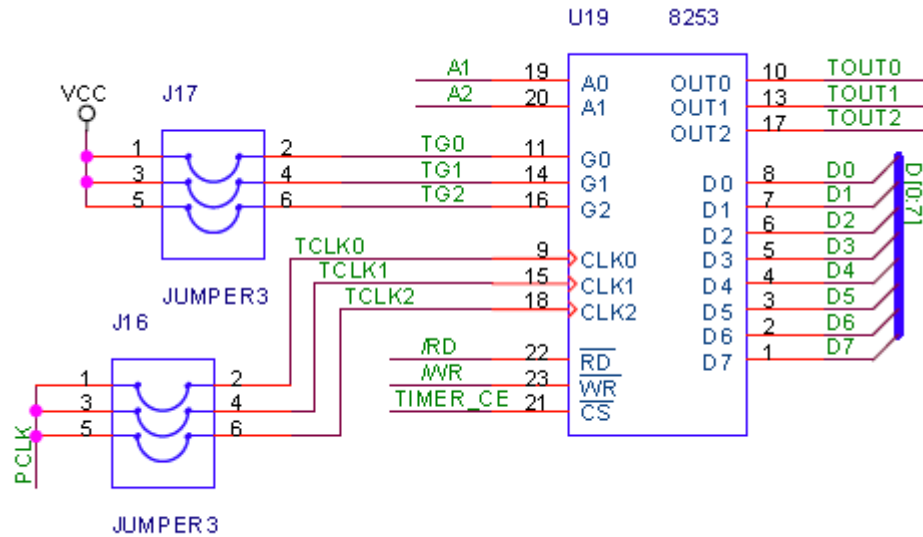 U19 8253
A1 19 A0 OUT0 10 TOUT0
A2 20 A1 OUT1 13 TOUT1
OUT2 17 TOUT2
VCC J17
1 2 TG0 11 G0
3 4 TG1 14 G1
5 6 TG2 16 G2
D0 8 D0
D1 7 D1
D2 6 D2
D3 5 D3
D4 4 D4
D5 3 D5
D6 2 D6
D7 1 D7
D[0:7]
TCLK0 9 CLK0
TCLK1 15 CLK1
TCLK2 18 CLK2
JUMPER3
J16
/RD 22 RD
/WR 23 WR
TIMER_CE 21 CS
1 2
3 4
5 6
PCLK
JUMPER3